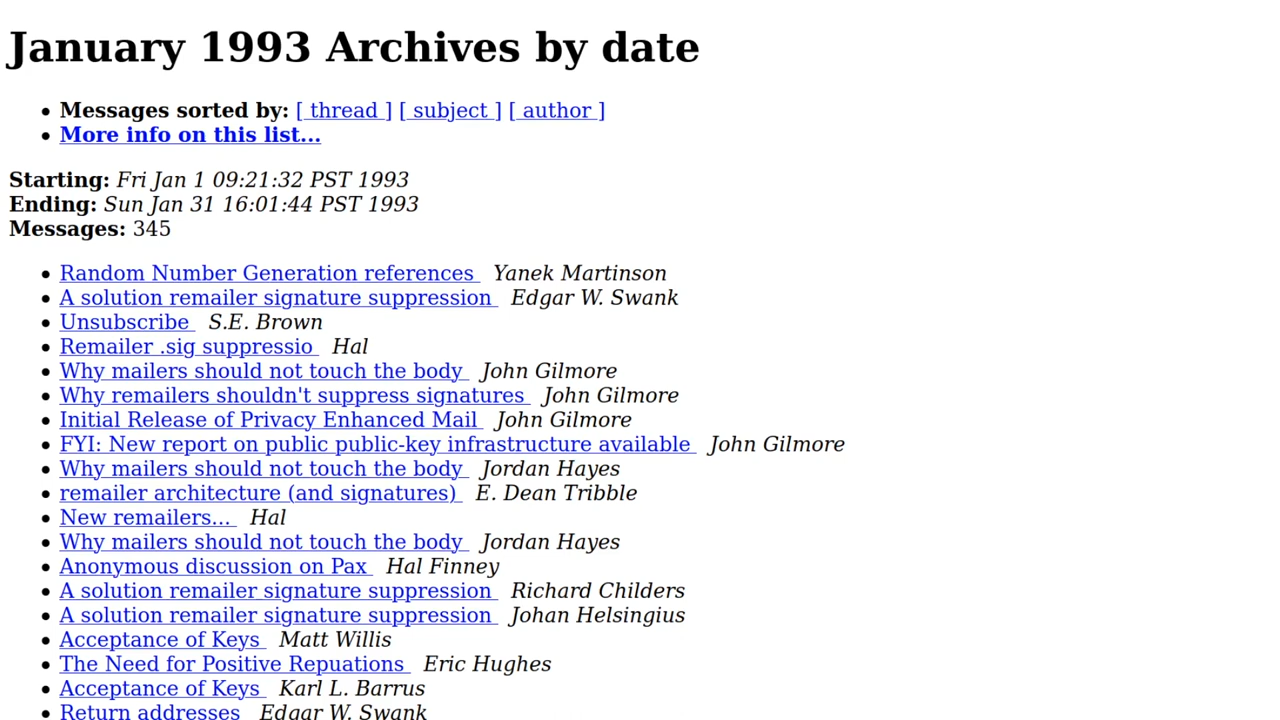 January 1993 Archives by date
Messages sorted by: [ thread ] [ subject ] [ author ]
More info on this list...
Starting: Fri Jan 1 09:21:32 PST 1993
Ending: Sun Jan 31 16:01:44 PST 1993
Messages: 345
Random Number Generation references Yanek Martinson
A solution remailer signature suppression Edgar W. Swank
Unsubscribe S.E. Brown
Remailer .sig suppressio Hal
Why mailers should not touch the body John Gilmore
Why remailers shouldn't suppress signatures John Gilmore
Initial Release of Privacy Enhanced Mail John Gilmore
FYI: New report on public public-key infrastructure available John Gilmore
Why mailers should not touch the body Jordan Hayes
remailer architecture (and signatures) E. Dean Tribble
New remailers... Hal
Why mailers should not touch the body Jordan Hayes
Anonymous discussion on Pax Hal Finney
A solution remailer signature suppression Richard Childers
A solution remailer signature suppression Johan Helsingius
Acceptance of Keys Matt Willis
The Need for Positive Repuations Eric Hughes
Acceptance of Keys Karl L. Barrus
Return addresses Edgar W. Swank